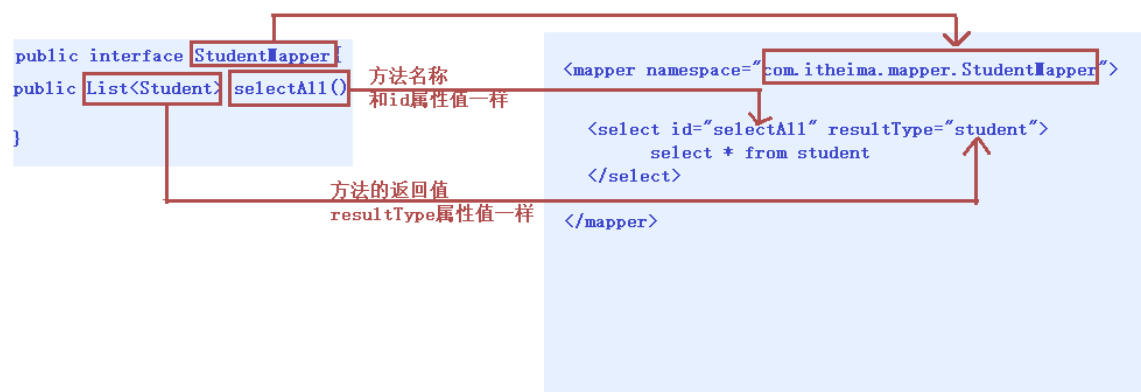 public interface StudentMapper{
public List<Student> selectAll()
}
方法名称
和id属性值一样
方法的返回值
resultType属性值一样
<mapper namespace="com.itheima.mapper.StudentMapper">
<select id="selectAll" resultType="student">
select * from student
</select>
</mapper>